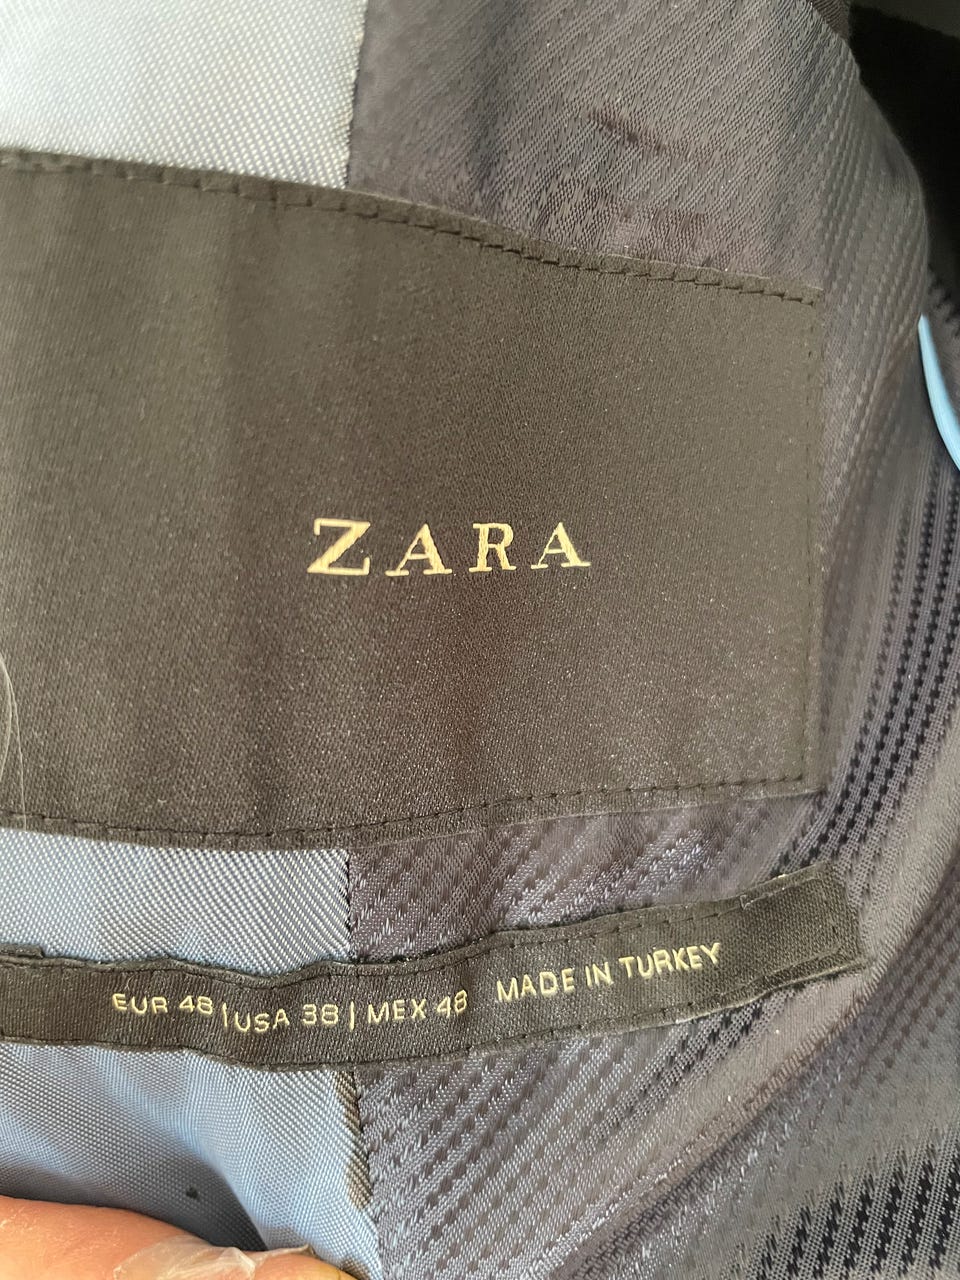 ZARA
EUR 48 | USA 38 | MEX 48 MADE IN TURKEY